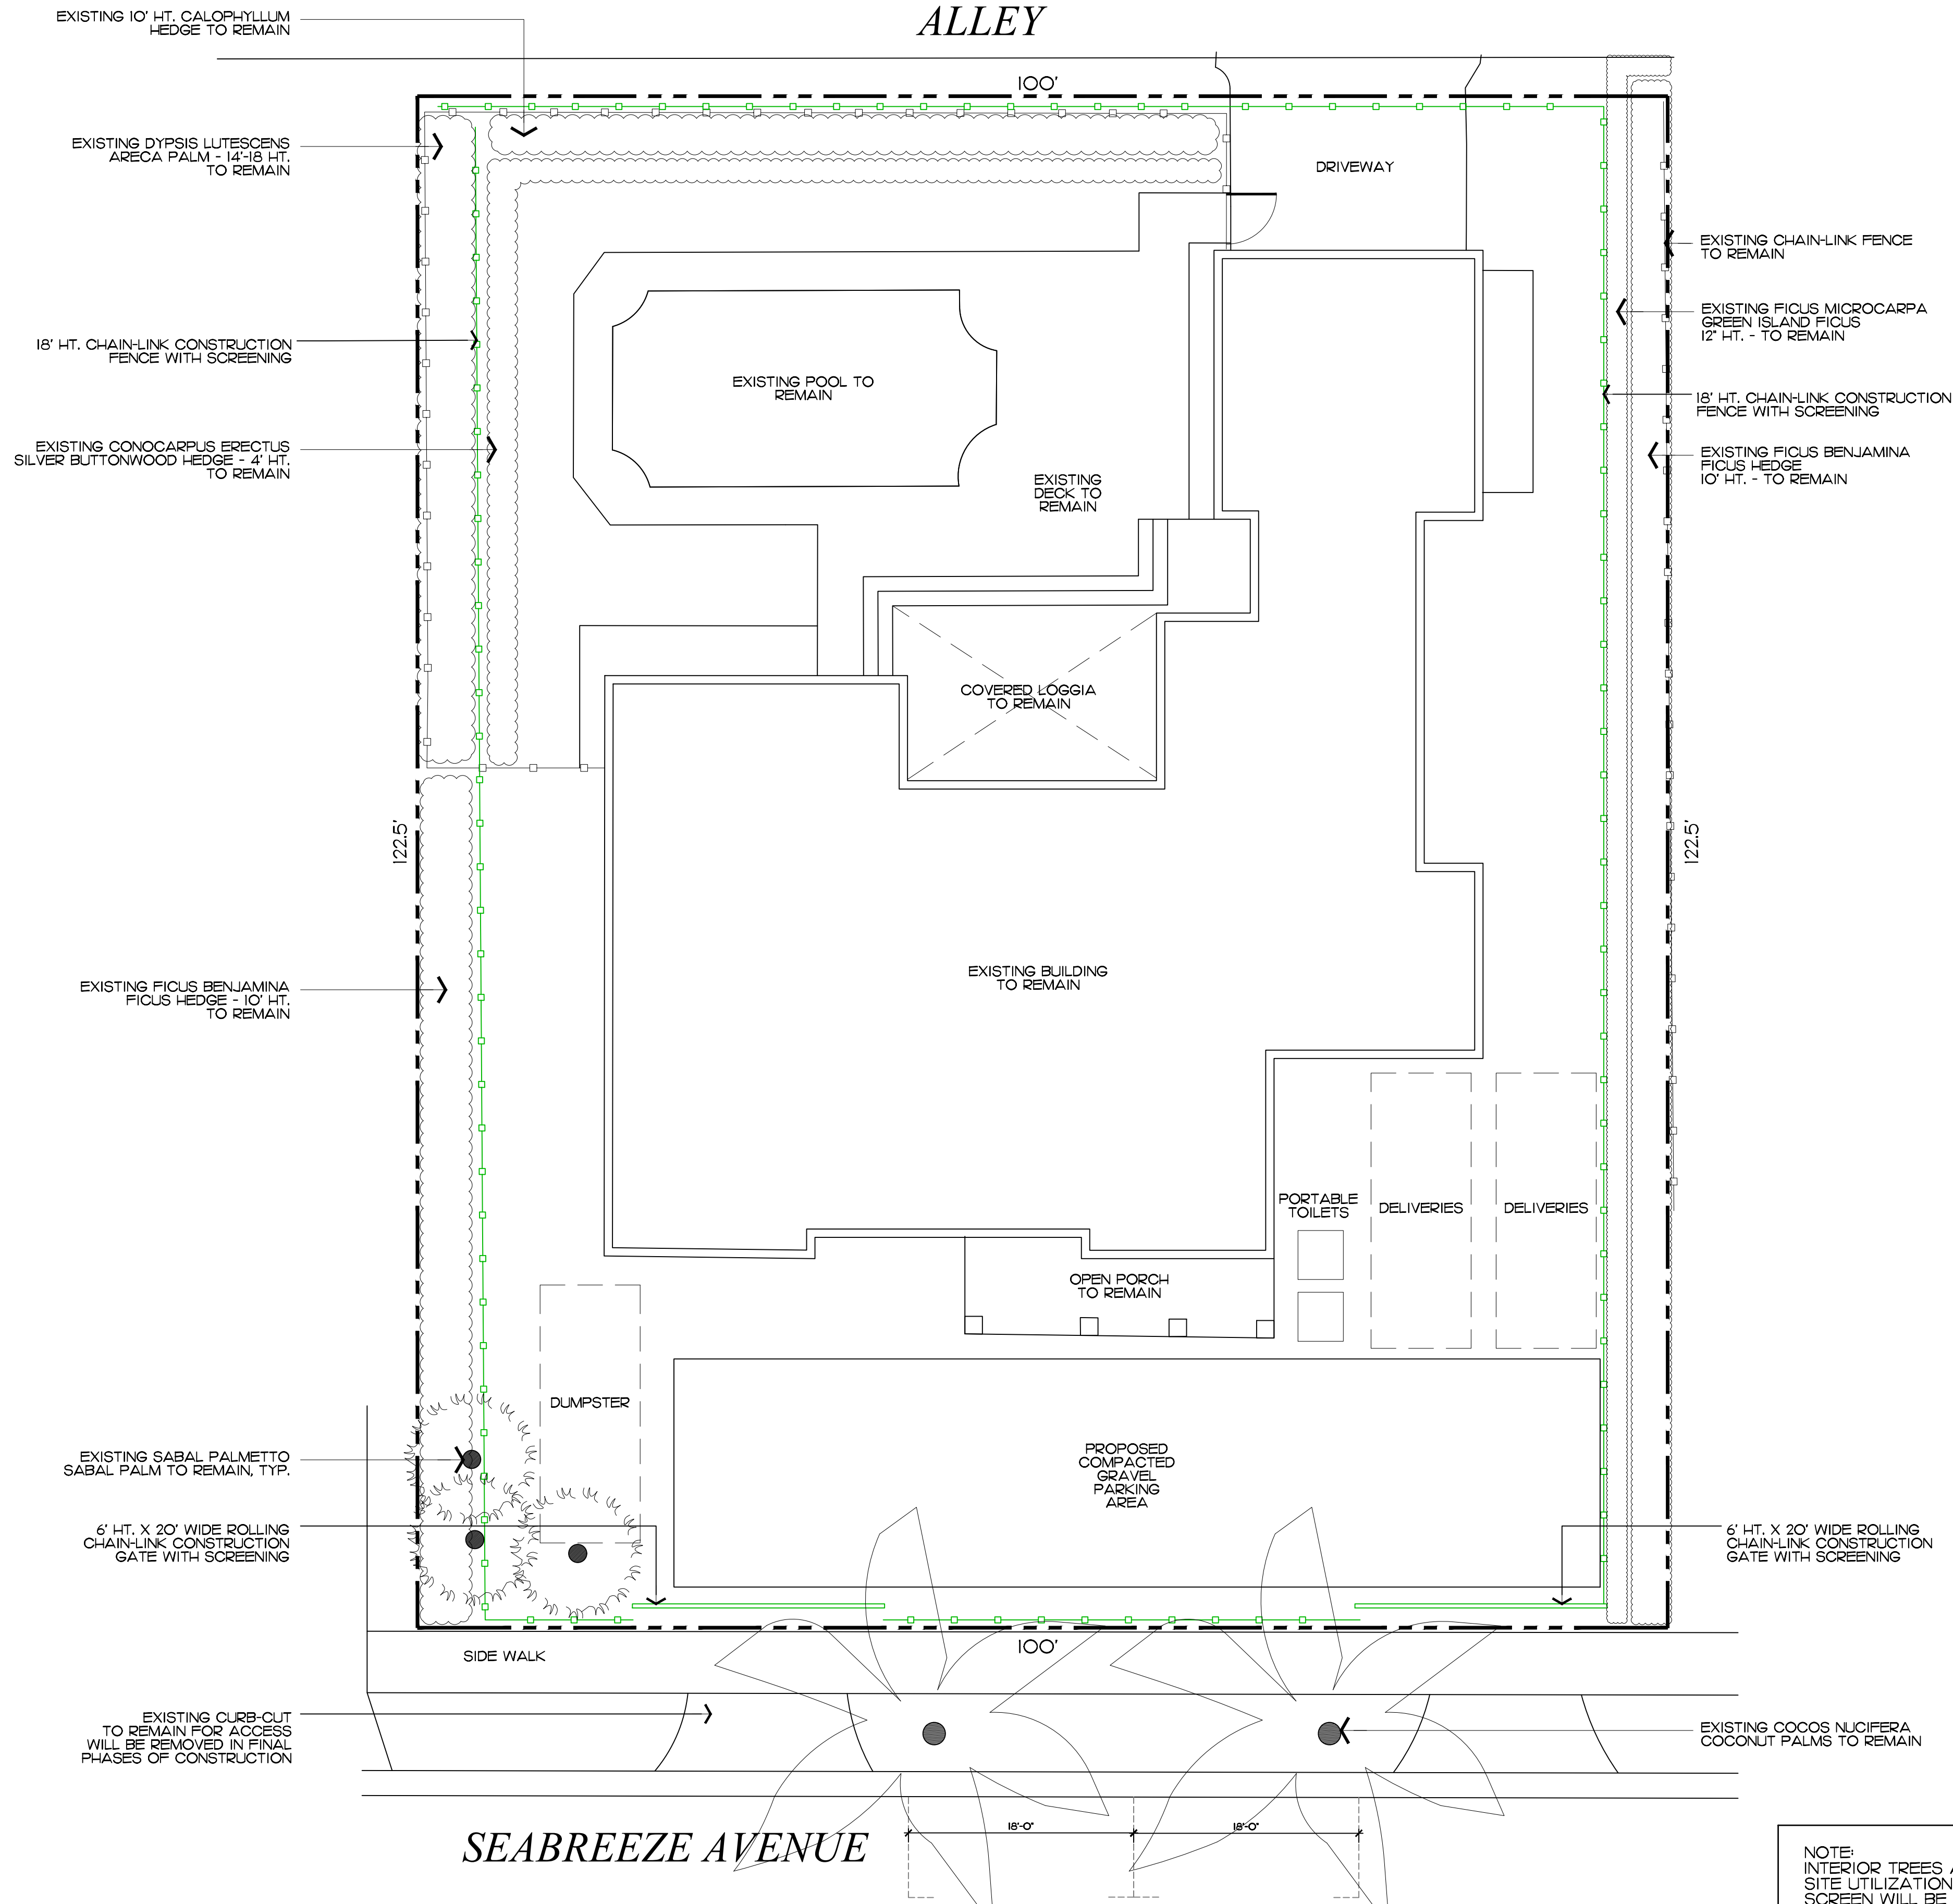 EXISTING 10' HT. CALOPHYLLUM
HEDGE TO REMAIN
ALLEY
100'
EXISTING DYPSIS LUTESCENS
ARECA PALM - 14'-18 HT.
TO REMAIN
DRIVEWAY
EXISTING CHAIN-LINK FENCE
TO REMAIN
EXISTING FICUS MICROCARPA
GREEN ISLAND FICUS
12" HT. - TO REMAIN
18' HT. CHAIN-LINK CONSTRUCTION
FENCE WITH SCREENING
EXISTING POOL TO
REMAIN
18' HT. CHAIN-LINK CONSTRUCTION
FENCE WITH SCREENING
EXISTING CONOCARPUS ERECTUS
SILVER BUTTONWOOD HEDGE - 4' HT.
TO REMAIN
EXISTING
DECK TO
REMAIN
EXISTING FICUS BENJAMINA
FICUS HEDGE
10' HT. - TO REMAIN
COVERED LOGGIA
TO REMAIN
122.5'
122.5'
EXISTING BUILDING
TO REMAIN
EXISTING FICUS BENJAMINA
FICUS HEDGE - 10' HT.
TO REMAIN
PORTABLE
TOILETS
DELIVERIES
DELIVERIES
OPEN PORCH
TO REMAIN
DUMPSTER
EXISTING SABAL PALMETTO
SABAL PALM TO REMAIN, TYP.
PROPOSED
COMPACTED
GRAVEL
PARKING
AREA
6' HT. X 20' WIDE ROLLING
CHAIN-LINK CONSTRUCTION
GATE WITH SCREENING
6' HT. X 20' WIDE ROLLING
CHAIN-LINK CONSTRUCTION
GATE WITH SCREENING
100'
SIDE WALK
EXISTING CURB-CUT
TO REMAIN FOR ACCESS
WILL BE REMOVED IN FINAL
PHASES OF CONSTRUCTION
EXISTING COCOS NUCIFERA
COCONUT PALMS TO REMAIN
18'-0"
18'-0"
SEABREEZE AVENUE
NOTE:
INTERIOR TREES
SITE UTILIZATION
SCREEN WILL BE